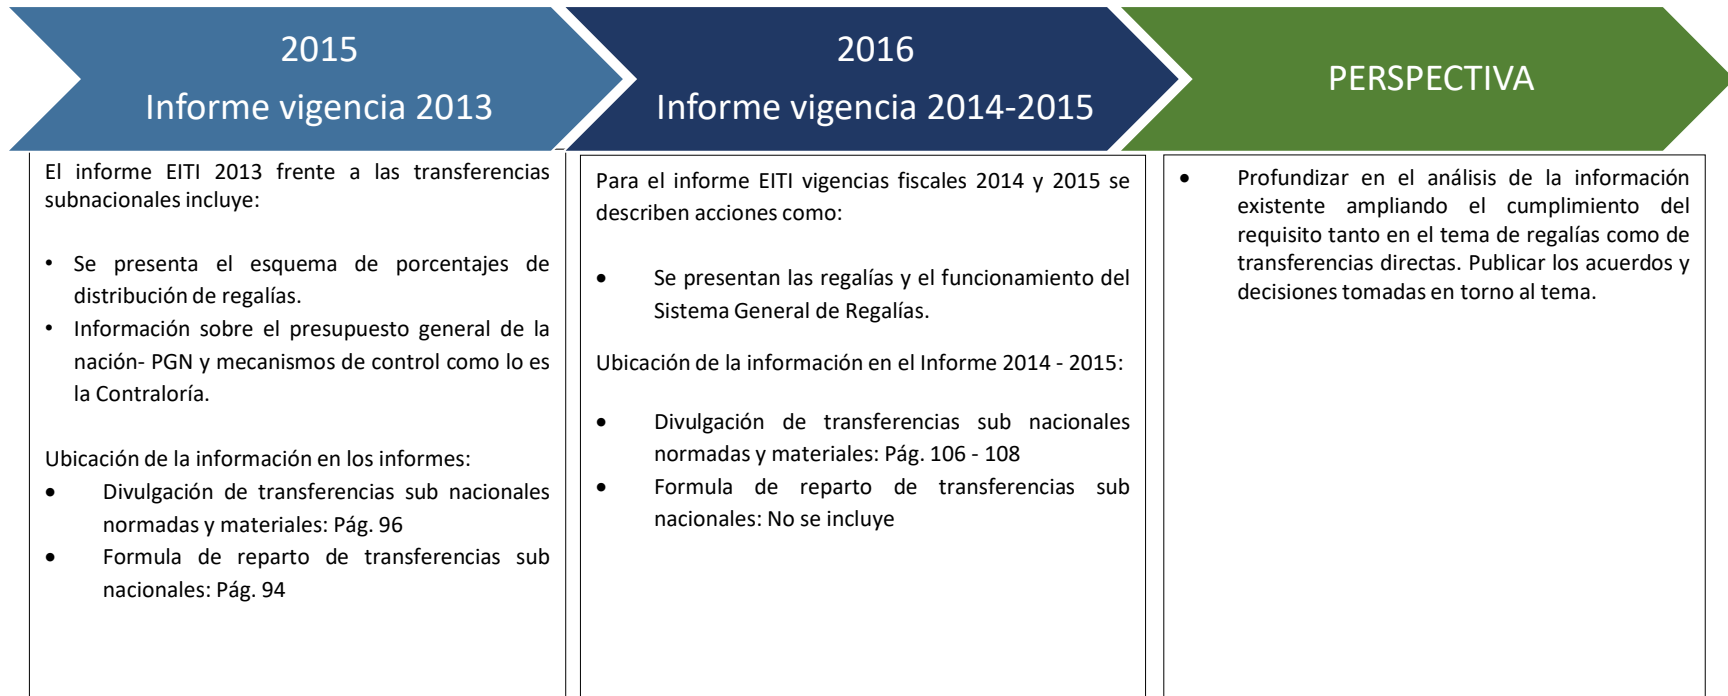 2015
Informe vigencia 2013
2016
Informe vigencia 2014-2015
PERSPECTIVA
El informe EITI 2013 frente a las transferencias
subnacionales incluye:
• Se presenta el esquema de porcentajes de
distribución de regalías.
• Información sobre el presupuesto general de la
nación- PGN y mecanismos de control como lo es
la Contraloría.
Ubicación de la información en los informes:
• Divulgación de transferencias sub nacionales
normadas y materiales: Pág. 96
• Formula de reparto de transferencias sub
nacionales: Pág. 94
Para el informe EITI vigencias fiscales 2014 y 2015 se
describen acciones como:
• Se presentan las regalías y el funcionamiento del
Sistema General de Regalías.
Ubicación de la información en el Informe 2014 - 2015:
• Divulgación de transferencias sub nacionales
normadas y materiales: Pág. 106 - 108
• Formula de reparto de transferencias sub
nacionales: No se incluye
• Profundizar en el análisis de la información
existente ampliando el cumplimiento del
requisito tanto en el tema de regalías como de
transferencias directas. Publicar los acuerdos y
decisiones tomadas en torno al tema.